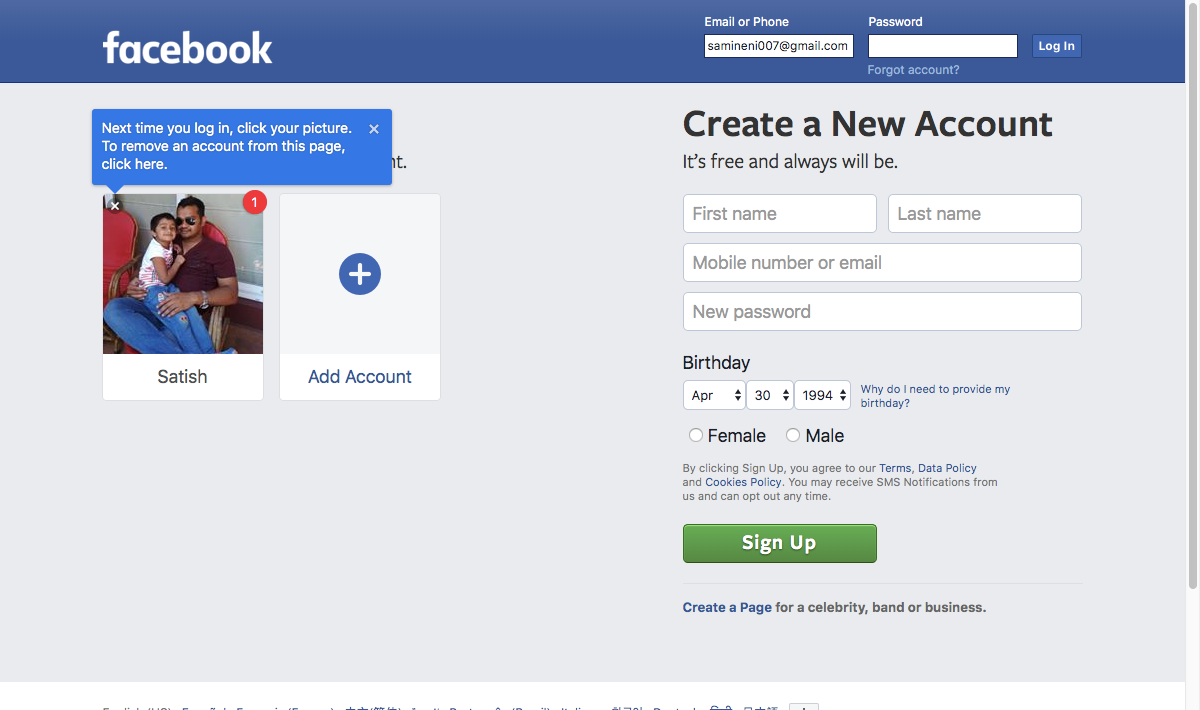 facebook
Email or Phone
Password
samineni007@gmail.com
Log In
Forgot account?
Next time you log in, click your picture.
To remove an account from this page,
click here.
1
Satish
Add Account
Create a New Account
It's free and always will be.
First name
Last name
Mobile number or email
New password
Birthday
Apr
30
1994
Why do I need to provide my
birthday?
Female
Male
By clicking Sign Up, you agree to our Terms, Data Policy
and Cookies Policy. You may receive SMS Notifications from
us and can opt out any time.
Sign Up
Create a Page for a celebrity, band or business.